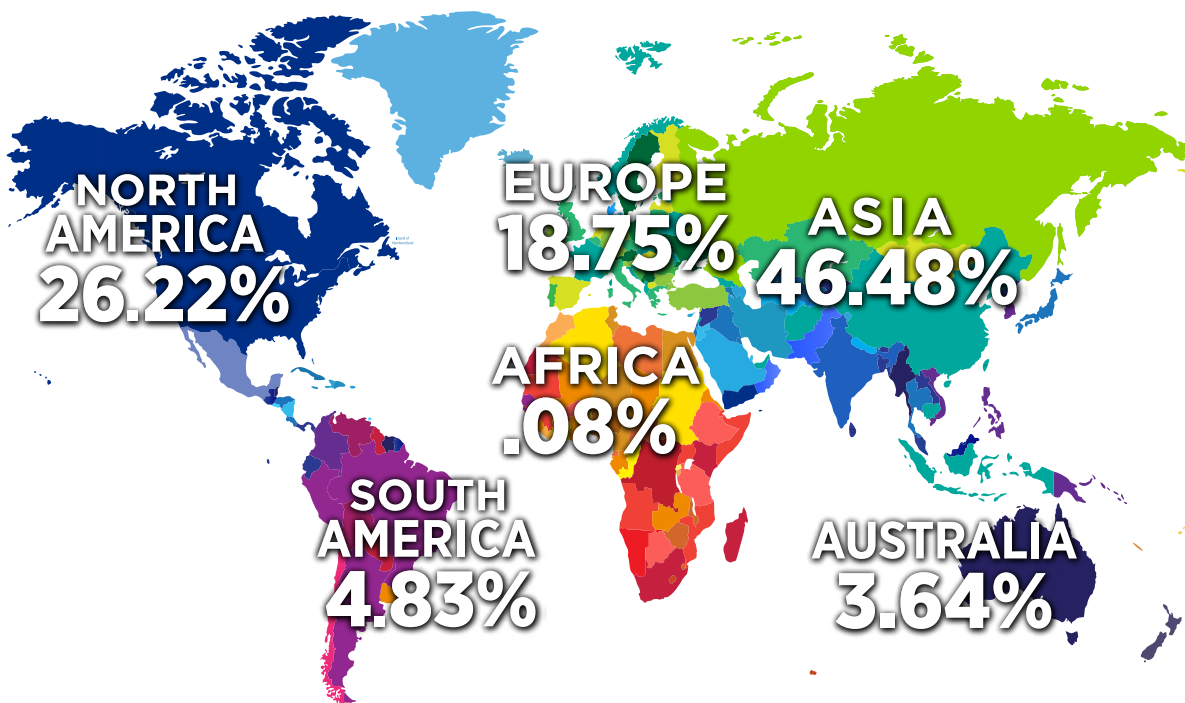 NORTH
AMERICA
26.22%
EUROPE
18.75%
ASIA
46.48%
AFRICA
.08%
SOUTH
AMERICA
4.83%
AUSTRALIA
3.64%